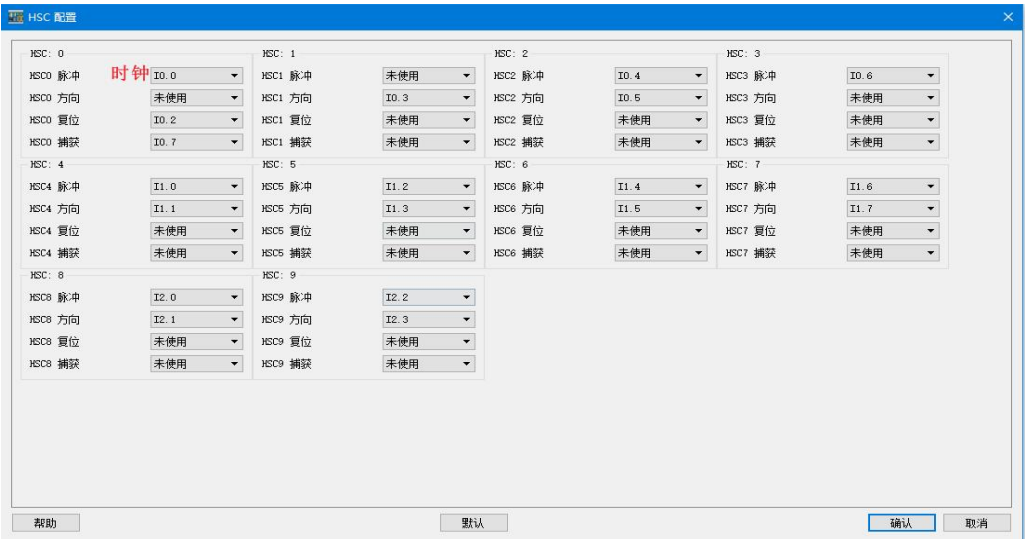 HSC 配置
HSC: 0 HSC: 1 HSC: 2 HSC: 3
HSC0 脉冲 时钟 I0.0 HSC1 脉冲 未使用 HSC2 脉冲 I0.4 HSC3 脉冲 I0.6
HSC0 方向 未使用 HSC1 方向 I0.3 HSC2 方向 I0.5 HSC3 方向 未使用
HSC0 复位 I0.2 HSC1 复位 未使用 HSC2 复位 未使用 HSC3 复位 未使用
HSC0 捕获 I0.7 HSC1 捕获 未使用 HSC2 捕获 未使用 HSC3 捕获 未使用
HSC: 4 HSC: 5 HSC: 6 HSC: 7
HSC4 脉冲 I1.0 HSC5 脉冲 I1.2 HSC6 脉冲 I1.4 HSC7 脉冲 I1.6
HSC4 方向 I1.1 HSC5 方向 I1.3 HSC6 方向 I1.5 HSC7 方向 I1.7
HSC4 复位 未使用 HSC5 复位 未使用 HSC6 复位 未使用 HSC7 复位 未使用
HSC4 捕获 未使用 HSC5 捕获 未使用 HSC6 捕获 未使用 HSC7 捕获 未使用
HSC: 8 HSC: 9
HSC8 脉冲 I2.0 HSC9 脉冲 I2.2
HSC8 方向 I2.1 HSC9 方向 I2.3
HSC8 复位 未使用 HSC9 复位 未使用
HSC8 捕获 未使用 HSC9 捕获 未使用
帮助 默认 确认 取消